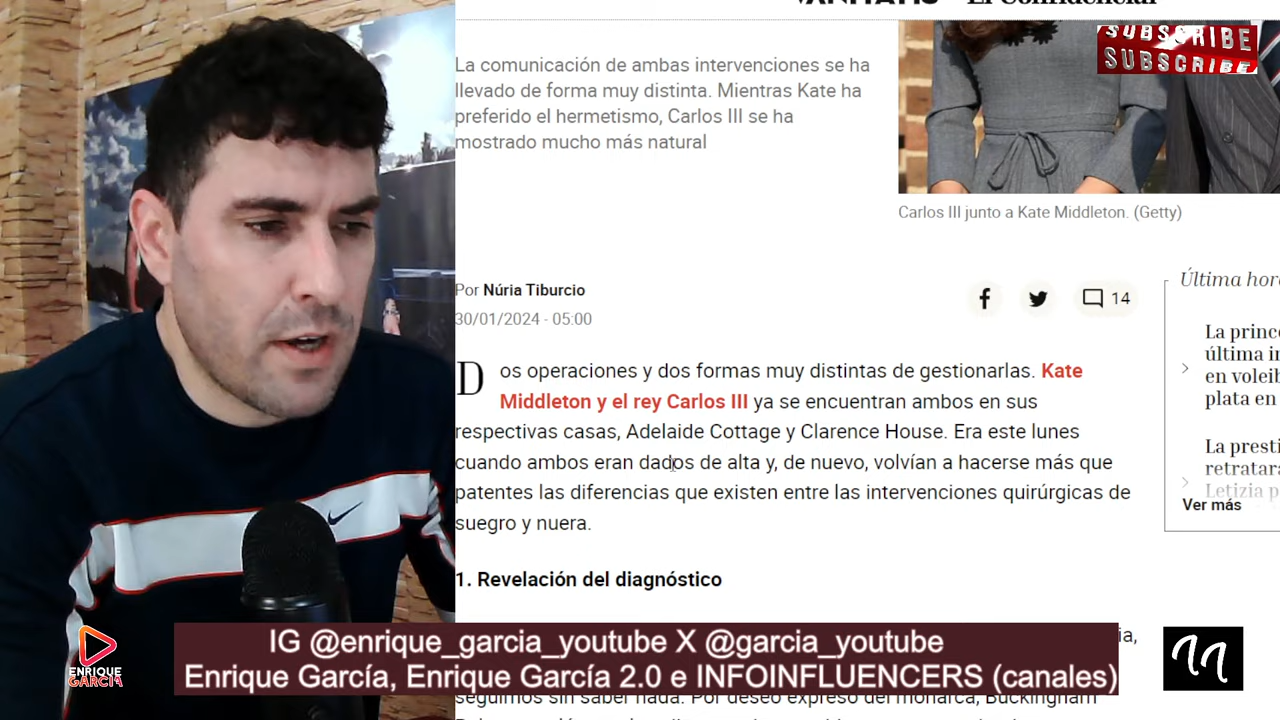 VANITATIS El Confidencial
SUBSCRIBE
SUBSCRIBE
La comunicación de ambas intervenciones se ha
llevado de forma muy distinta. Mientras Kate ha
preferido el hermetismo, Carlos III se ha
mostrado mucho más natural
Carlos III junto a Kate Middleton. (Getty)
Por Núria Tiburcio
30/01/2024 - 05:00
14
Dos operaciones y dos formas muy distintas de gestionarlas. Kate
Middleton y el rey Carlos III ya se encuentran ambos en sus
respectivas casas, Adelaide Cottage y Clarence House. Era este lunes
cuando ambos eran dados de alta y, de nuevo, volvían a hacerse más que
patentes las diferencias que existen entre las intervenciones quirúrgicas de
suegro y nuera.
1. Revelación del diagnóstico
Última hor
La prince
última in
en voleib
plata en
La presti
retratara
Letizia p
Ver más
IG @enrique_garcia_youtube X @garcia_youtube
Enrique García, Enrique García 2.0 e INFOINFLUENCERS (canales)
ENRIQUE
GARCÍA
seguimos sin saber nada. Por deseo expreso del monarca, Buckingham